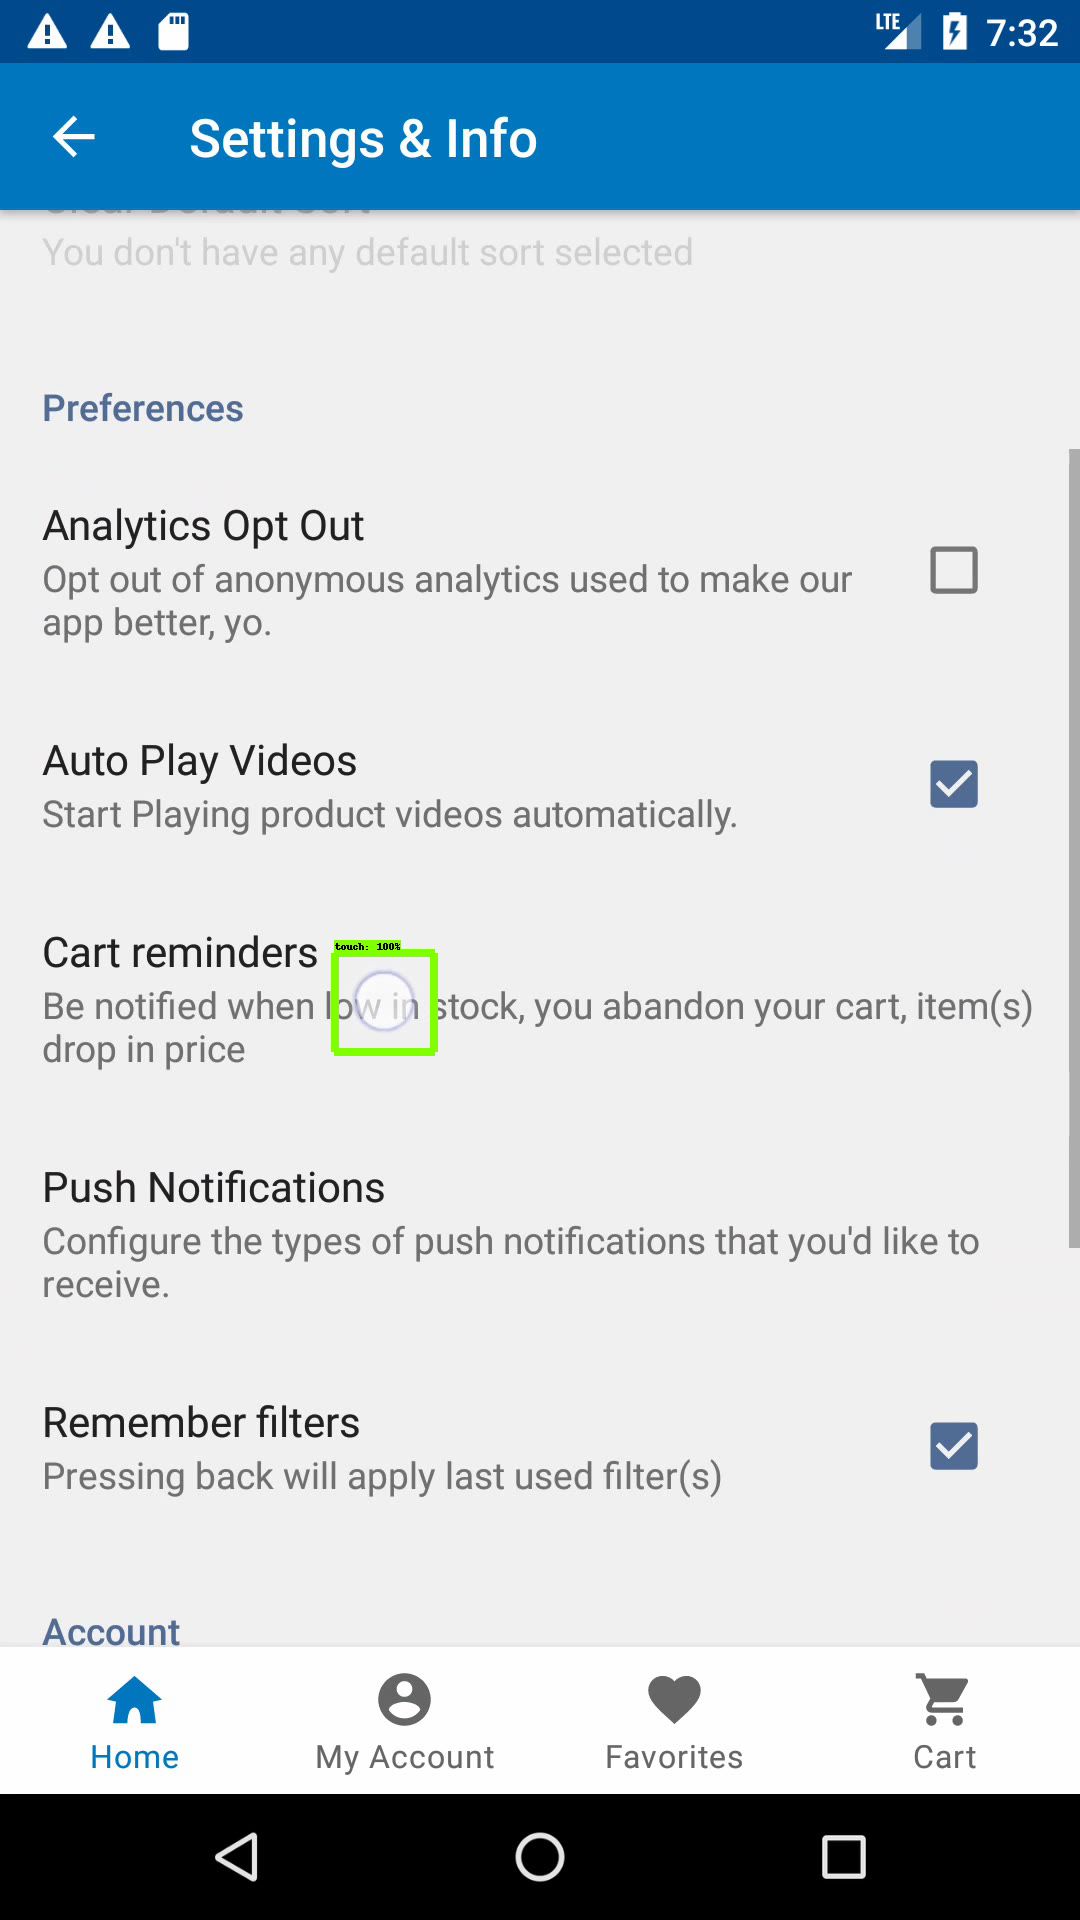 LTE 7:32
Settings & Info
Clear Default Sort
You don't have any default sort selected
Preferences
Analytics Opt Out
Opt out of anonymous analytics used to make our
app better, yo.
Auto Play Videos
Start Playing product videos automatically.
Cart reminders
touch: 100%
Be notified when low in stock, you abandon your cart, item(s)
drop in price
Push Notifications
Configure the types of push notifications that you'd like to
receive.
Remember filters
Pressing back will apply last used filter(s)
Account
Home
My Account
Favorites
Cart